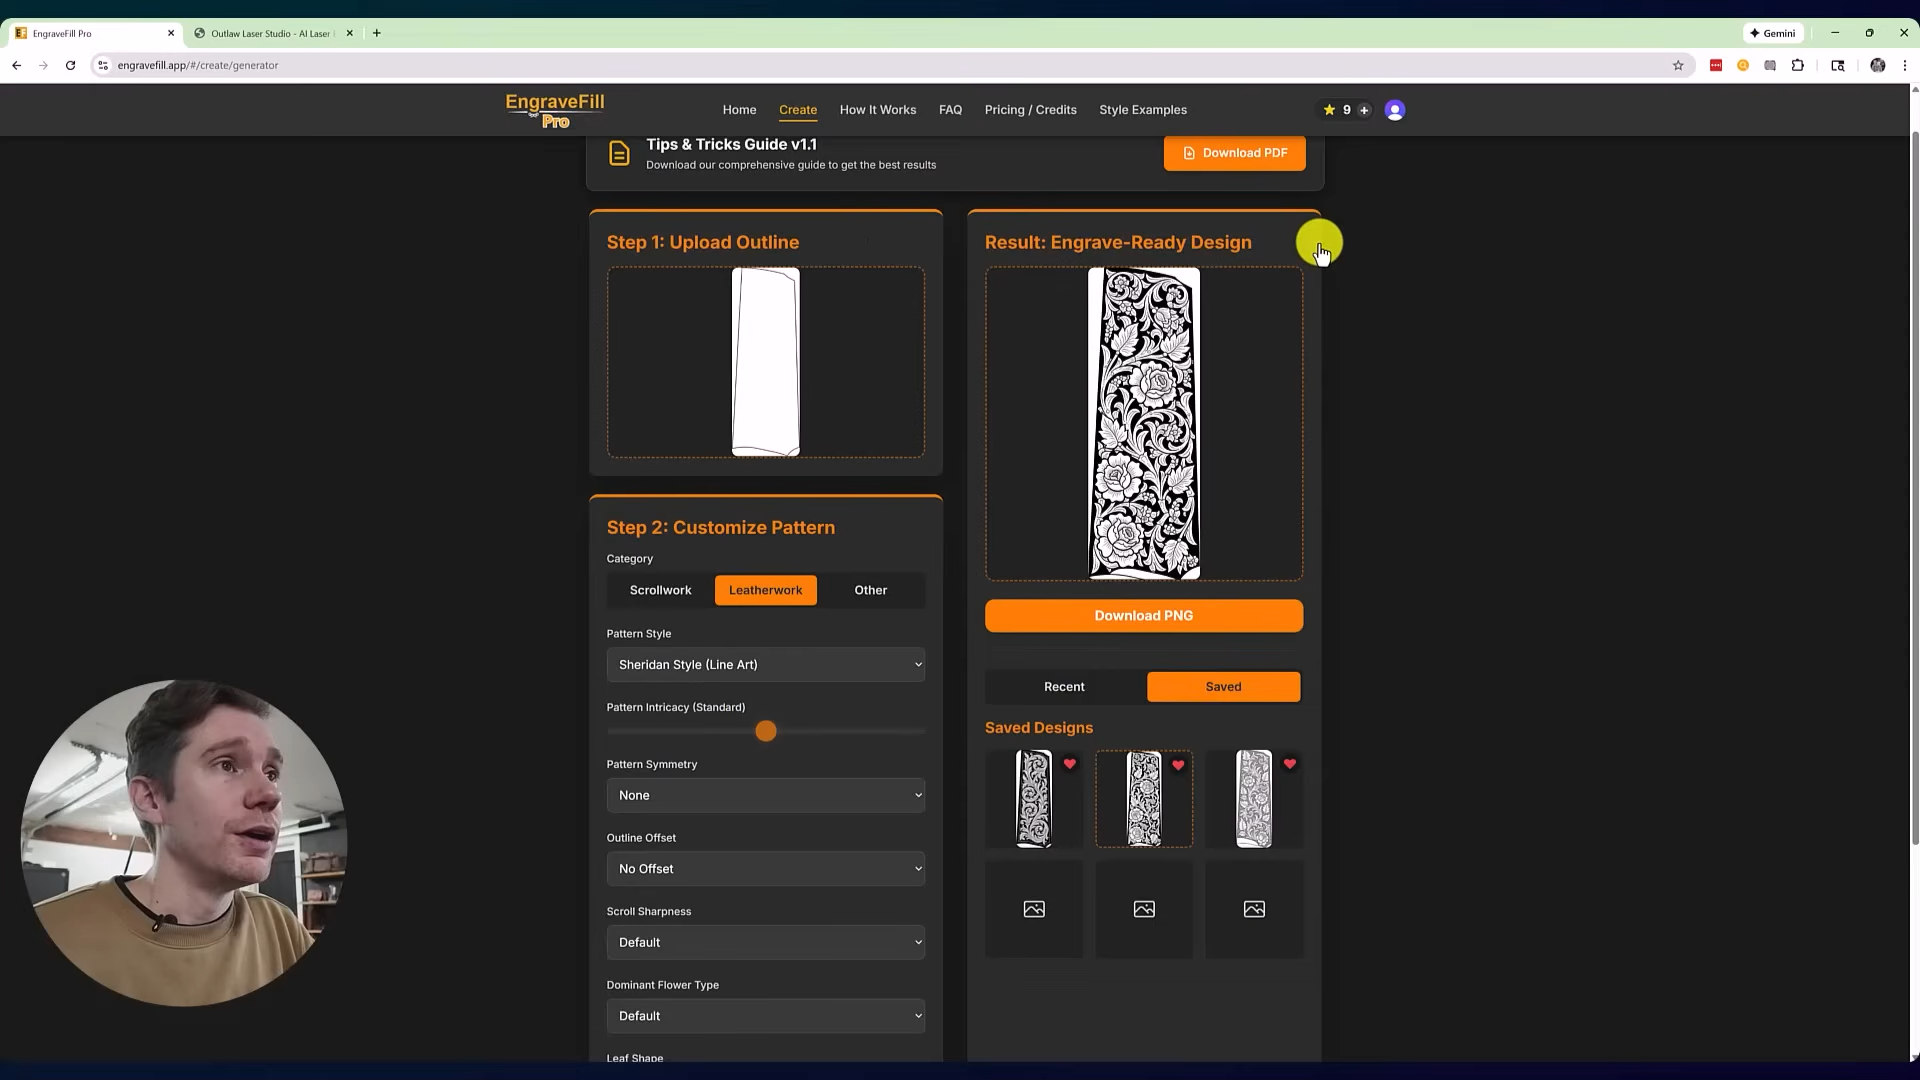 EngraveFill Pro
Outlaw Laser Studio - AI Laser
Gemini
engravefill.app/#/create/generator
EngraveFill
Pro
Home
Create
How It Works
FAQ
Pricing / Credits
Style Examples
9
Tips & Tricks Guide v1.1
Download our comprehensive guide to get the best results
Download PDF
Step 1: Upload Outline
Result: Engrave-Ready Design
Step 2: Customize Pattern
Category
Scrollwork
Leatherwork
Other
Pattern Style
Sheridan Style (Line Art)
Pattern Intricacy (Standard)
Pattern Symmetry
None
Outline Offset
No Offset
Scroll Sharpness
Default
Dominant Flower Type
Default
Leaf Shape
Download PNG
Recent
Saved
Saved Designs